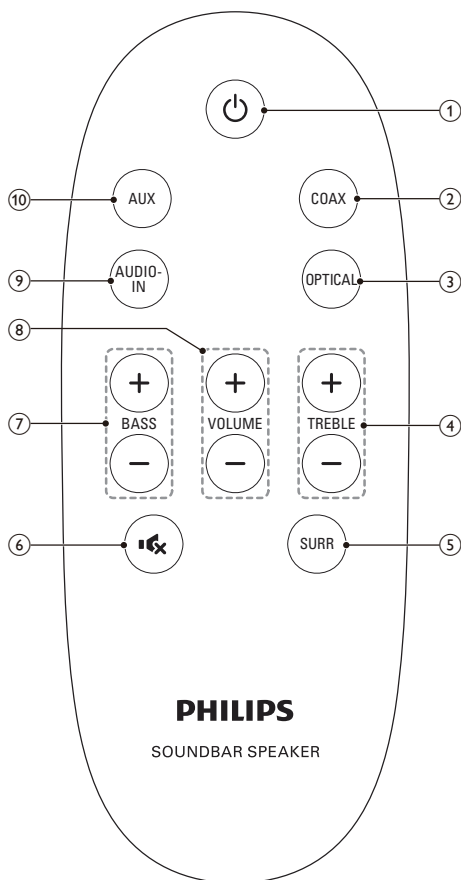 ①
⑩ AUX COAX ②
⑨ AUDIO-
IN OPTICAL ③
⑧
+ + +
⑦ BASS VOLUME TREBLE ④
− − −
⑥ SURR ⑤
PHILIPS
SOUNDBAR SPEAKER